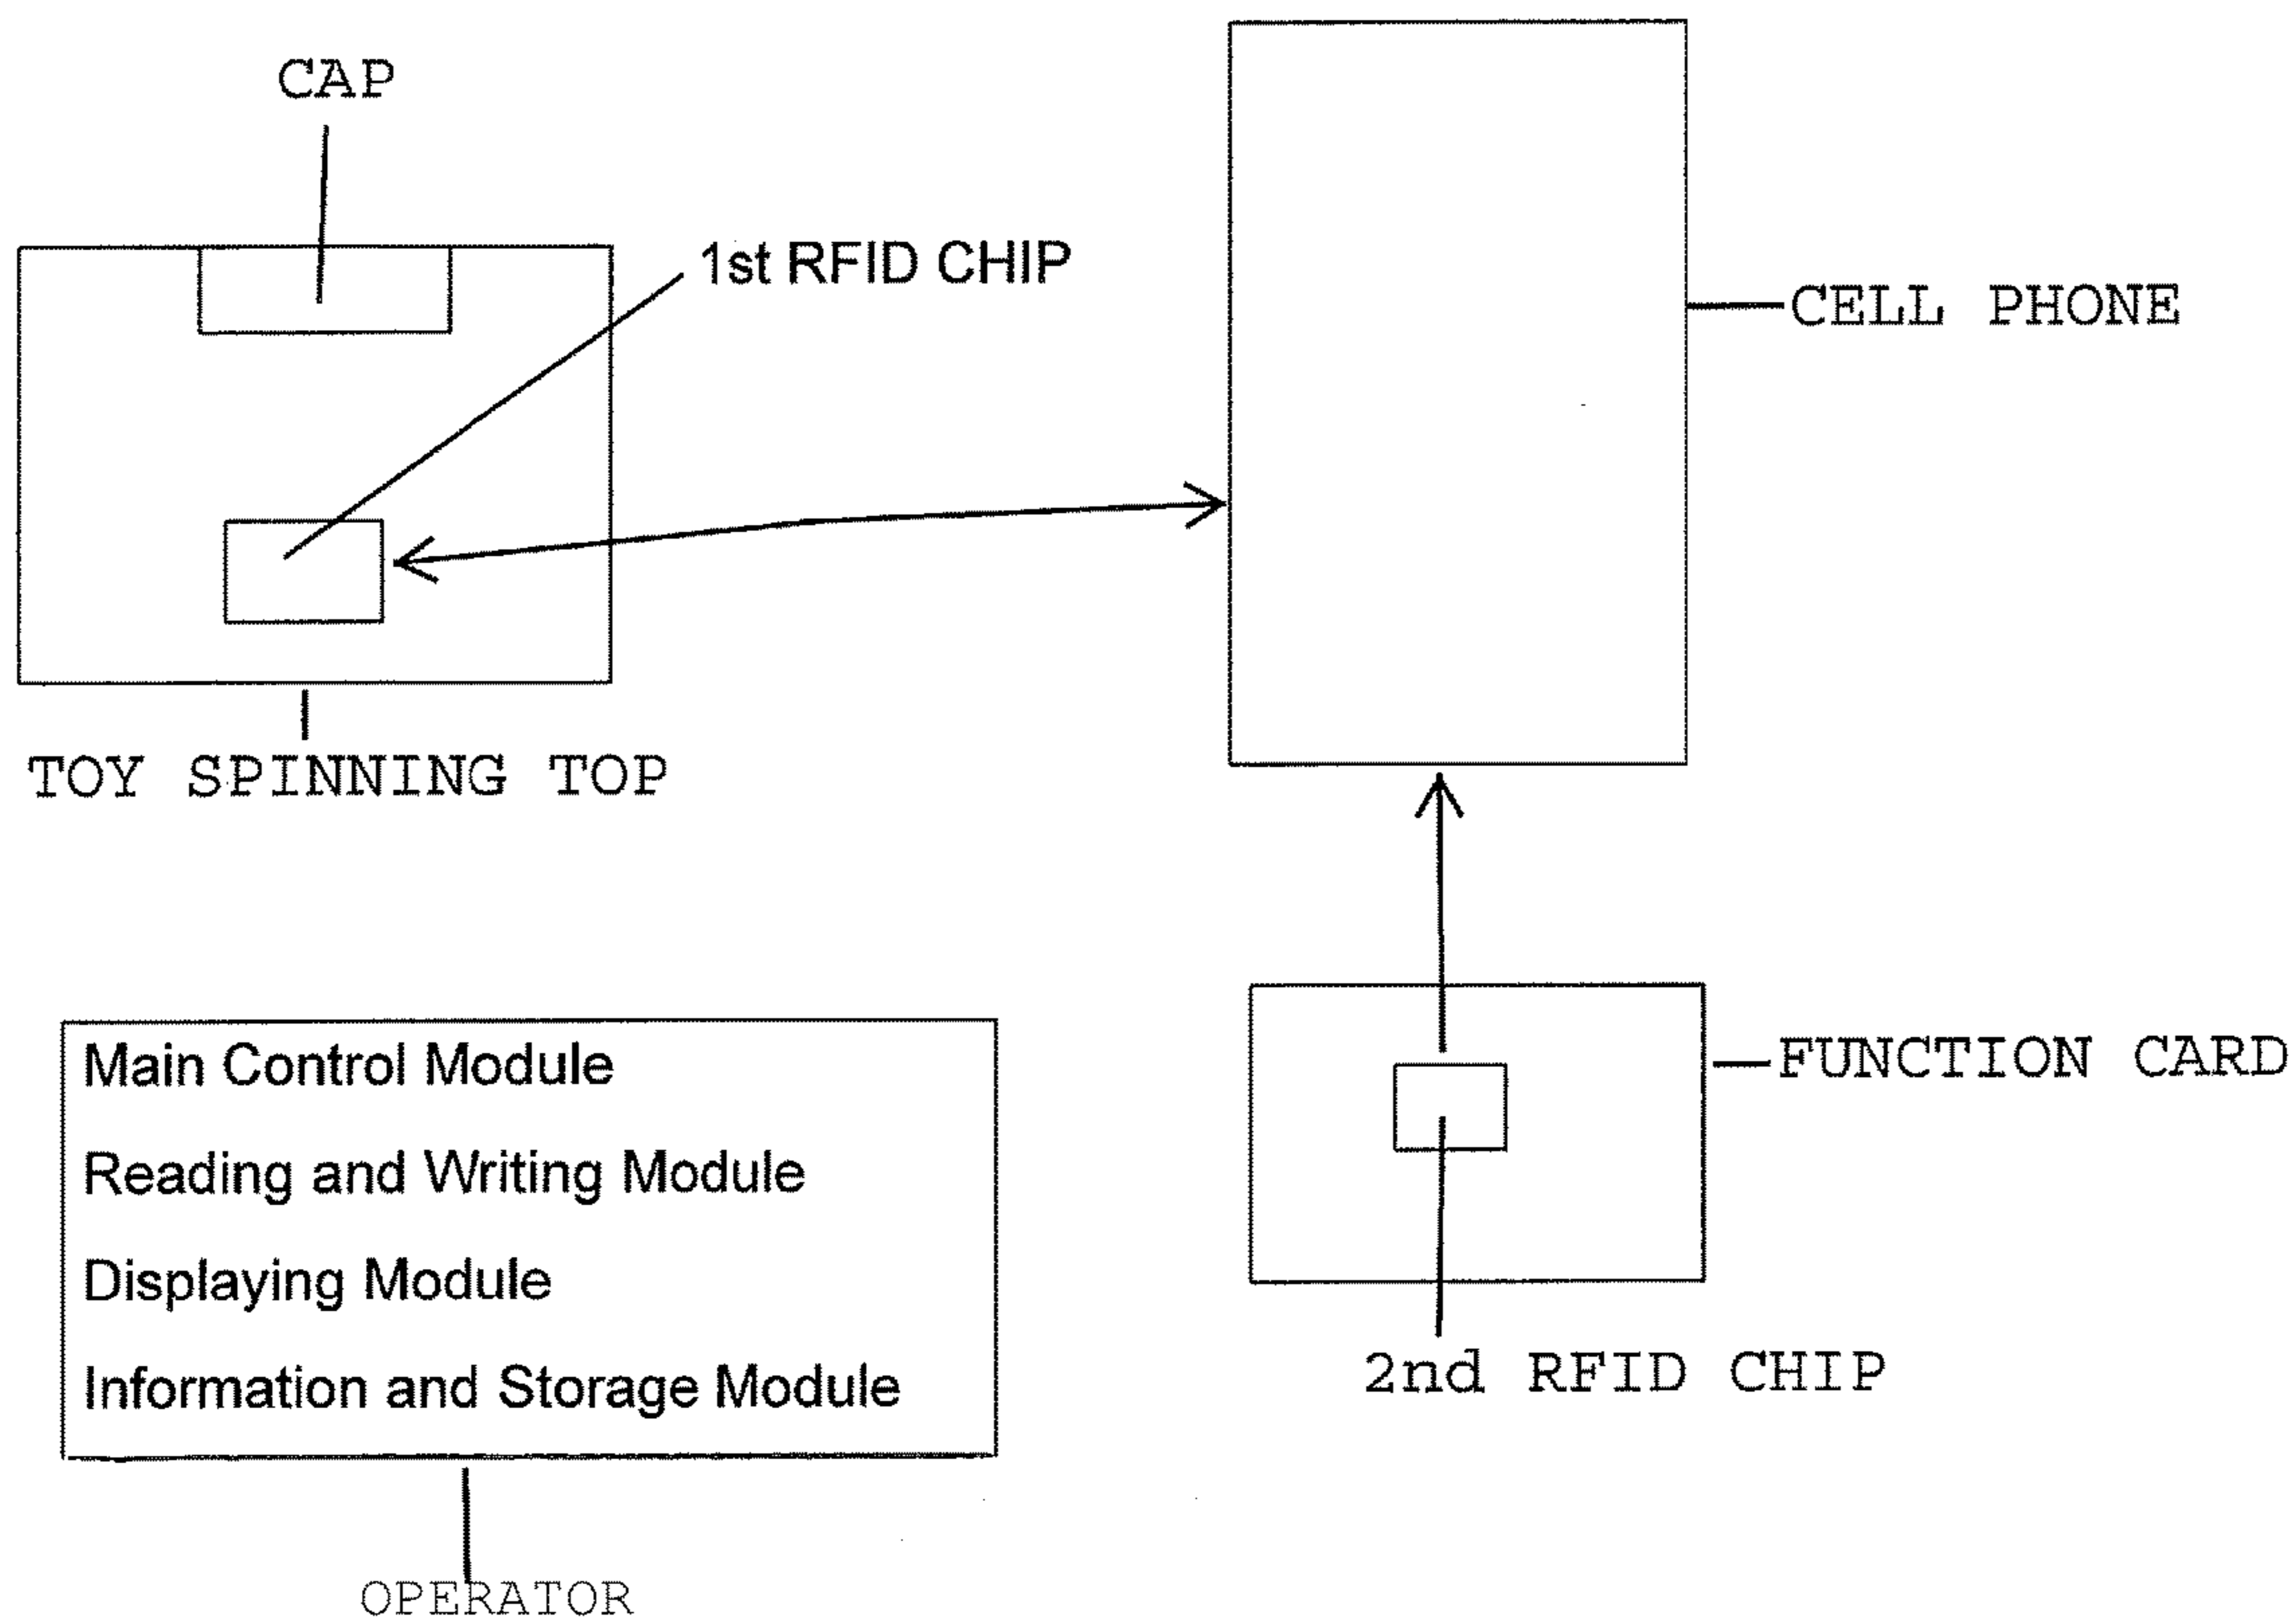 CAP
1st RFID CHIP
CELL PHONE
TOY SPINNING TOP
Main Control Module
Reading and Writing Module
Displaying Module
Information and Storage Module
FUNCTION CARD
2nd RFID CHIP
OPERATOR